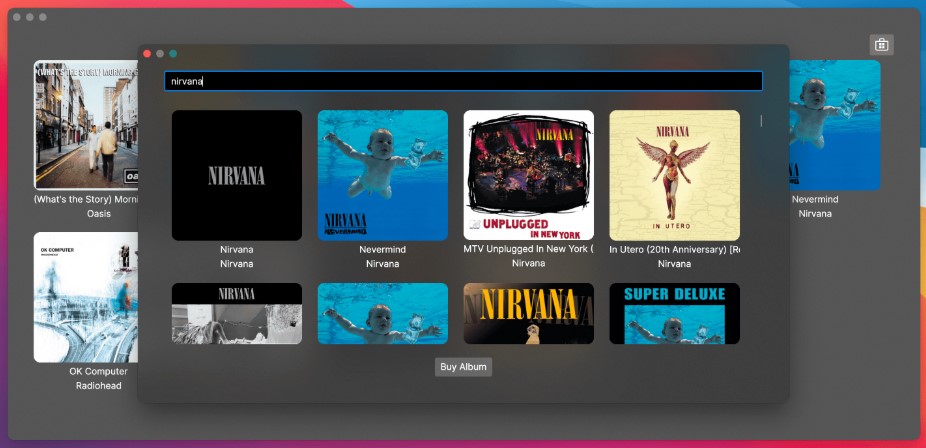 nirvana
(WHAT'S THE STORY) MORNING
oa
(What's the Story) Morni
Oasis
NIRVANA
Nirvana
Nirvana
NIRVANA
NEVERMIND
Nevermind
Nirvana
NIRVANA
UNPLUGGED
IN NEW YORK
MTV Unplugged In New York (
Nirvana
NIRVANA
IN UTERO
In Utero (20th Anniversary) [Re
Nirvana
Nevermind
Nirvana
OK COMPUTER
RADIOHEAD
OK Computer
Radiohead
NIRVANA
NIRVANA
SUPER DELUXE
Buy Album